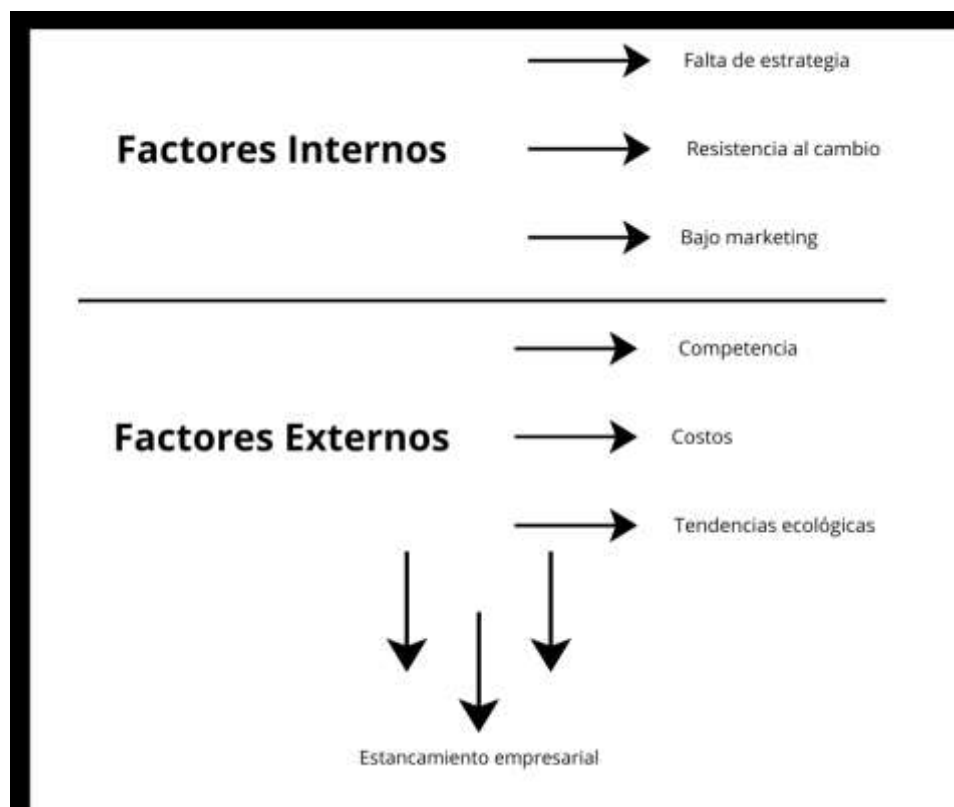 Falta de estrategia
Factores Internos
Resistencia al cambio
Bajo marketing
Competencia
Factores Externos
Costos
Tendencias ecológicas
Estancamiento empresarial